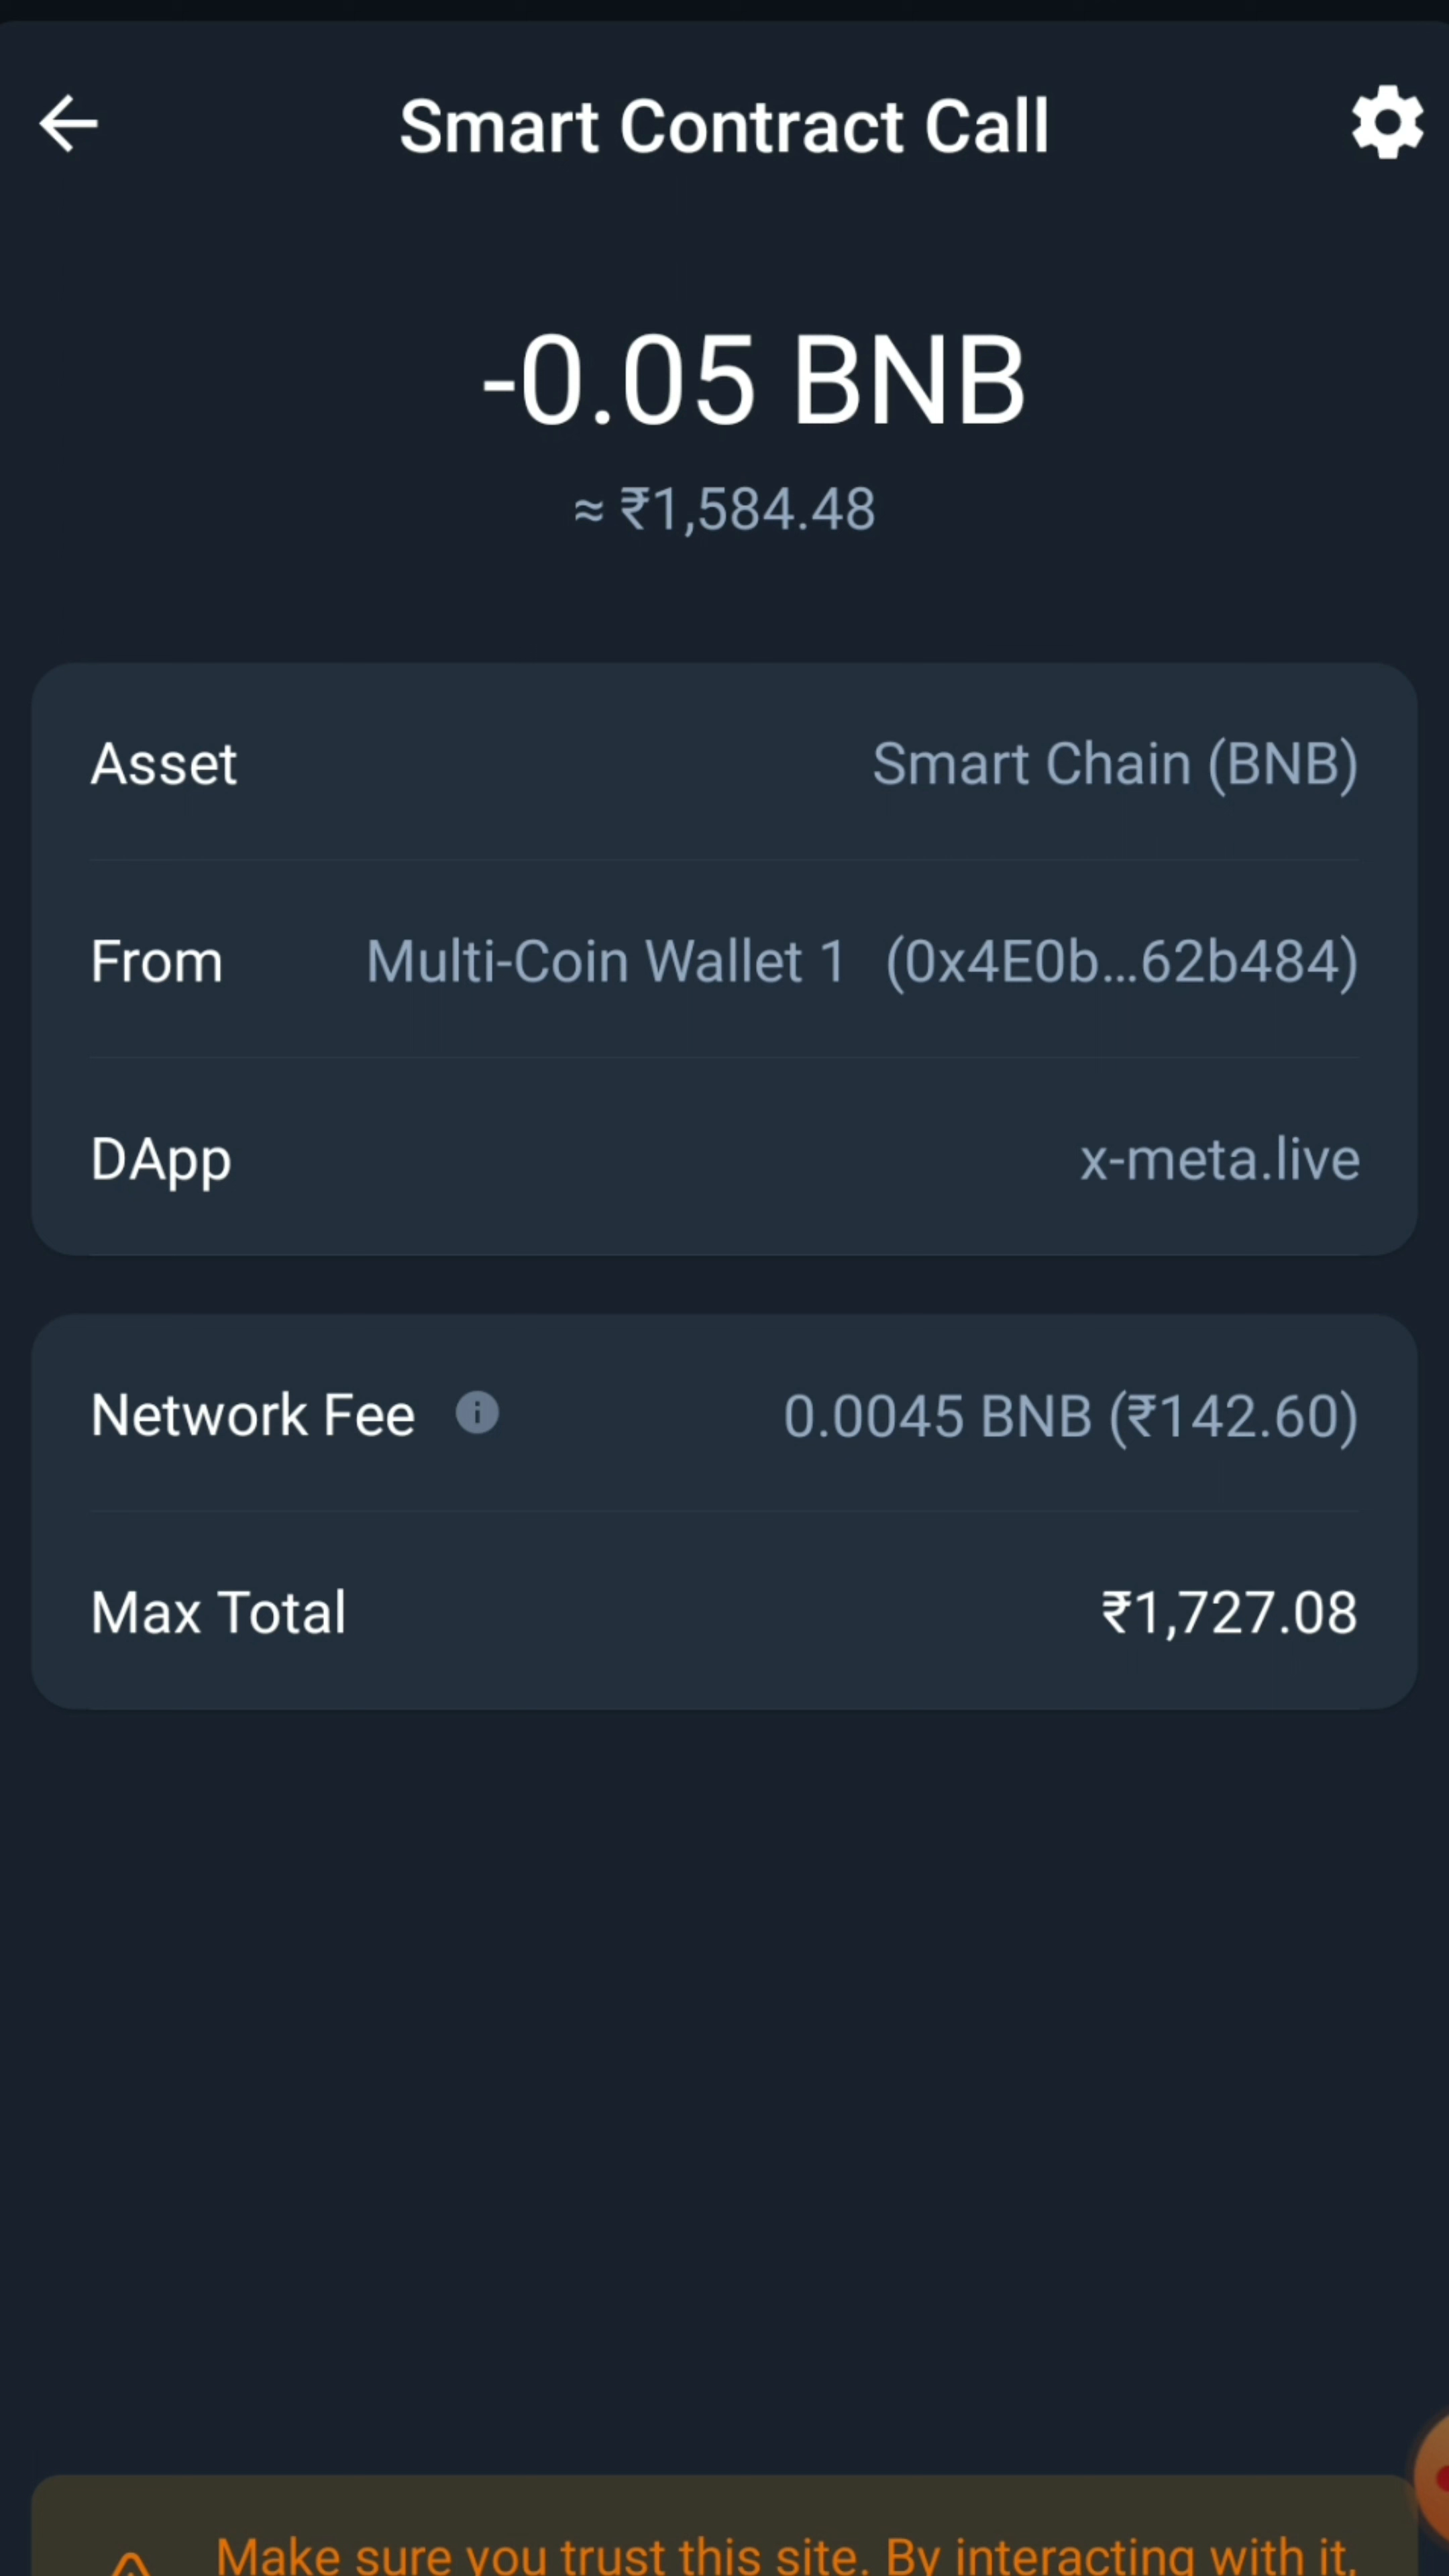 Smart Contract Call
-0.05 BNB
≈ ₹1,584.48
Asset Smart Chain (BNB)
From Multi-Coin Wallet 1 (0x4E0b...62b484)
DApp x-meta.live
Network Fee 0.0045 BNB (₹142.60)
Max Total ₹1,727.08
Make sure you trust this site. By interacting with it,